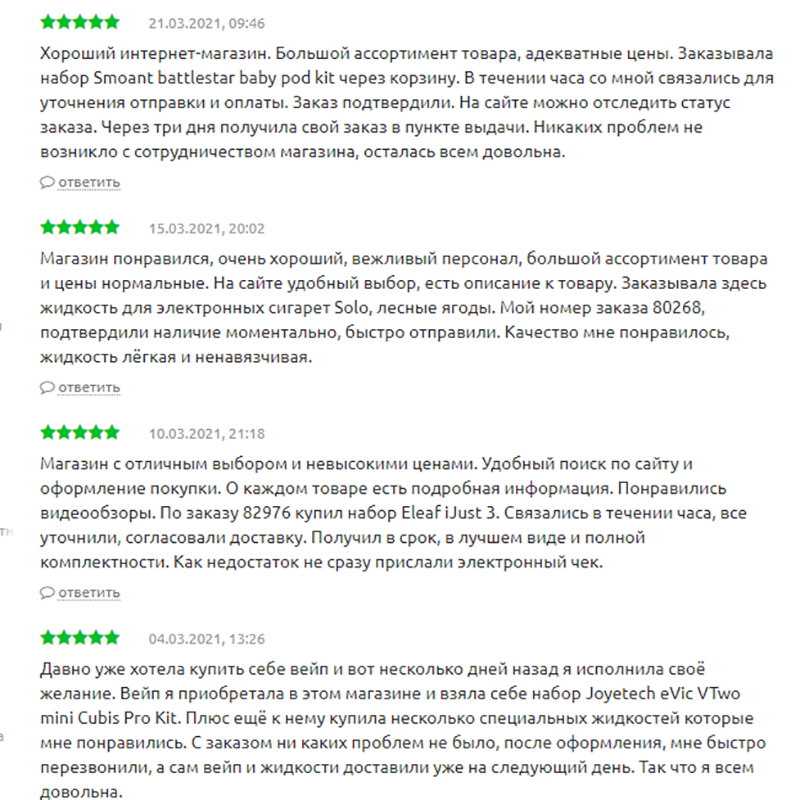 21.03.2021, 09:46
Хороший интернет-магазин. Большой ассортимент товара, адекватные цены. Заказывала
набор Smoant battlestar baby pod kit через корзину. В течении часа со мной связались для
уточнения отправки и оплаты. Заказ подтвердили. На сайте можно отследить статус
заказа. Через три дня получила свой заказ в пункте выдачи. Никаких проблем не
возникло с сотрудничеством магазина, осталась всем довольна.
ответить
15.03.2021, 20:02
Магазин понравился, очень хороший, вежливый персонал, большой ассортимент товара
и цены нормальные. На сайте удобный выбор, есть описание к товару. Заказывала здесь
жидкость для электронных сигарет Solo, лесные ягоды. Мой номер заказа 80268,
подтвердили наличие моментально, быстро отправили. Качество мне понравилось,
жидкость лёгкая и ненавязчивая.
ответить
10.03.2021, 21:18
Магазин с отличным выбором и невысокими ценами. Удобный поиск по сайту и
оформление покупки. О каждом товаре есть подробная информация. Понравились
видеообзоры. По заказу 82976 купил набор Eleaf iJust 3. Связались в течении часа, все
уточнили, согласовали доставку. Получил в срок, в лучшем виде и полной
комплектности. Как недостаток не сразу прислали электронный чек.
ответить
04.03.2021, 13:26
Давно уже хотела купить себе вейп и вот несколько дней назад я исполнила своё
желание. Вейп я приобретала в этом магазине и взяла себе набор Joyetech eVic VTwo
mini Cubis Pro Kit. Плюс ещё к нему купила несколько специальных жидкостей которые
мне понравились. С заказом ни каких проблем не было, после оформления, мне быстро
перезвонили, а сам вейп и жидкости доставили уже на следующий день. Так что я всем
довольна.